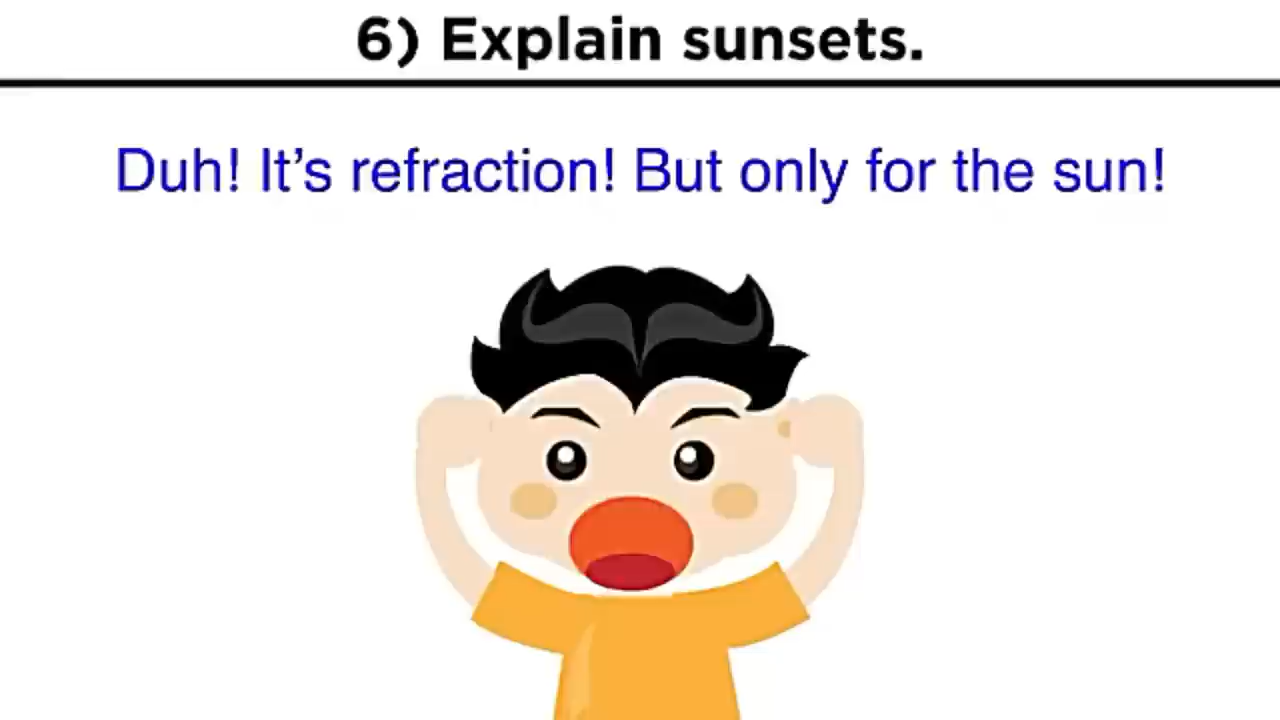 6) Explain sunsets.
Duh! It’s refraction! But only for the sun!